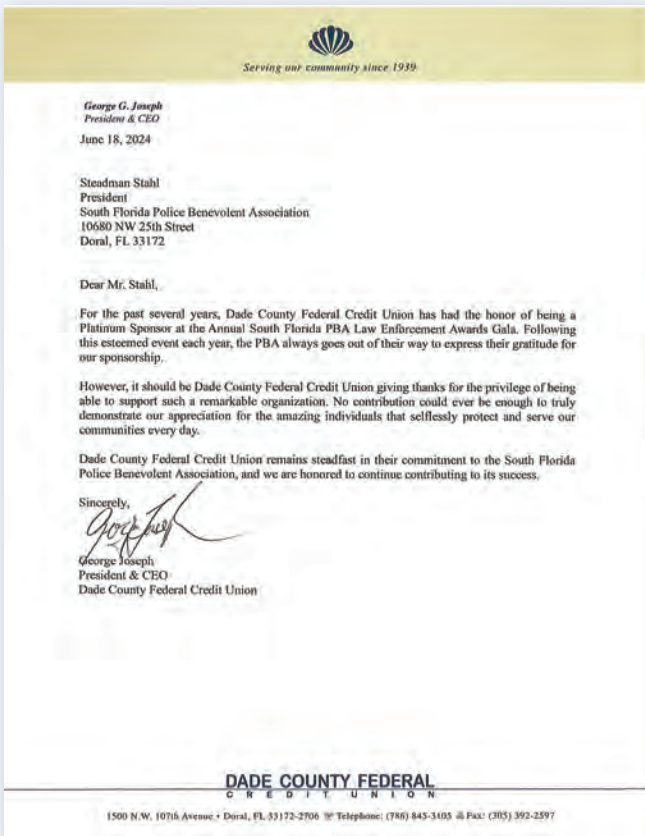 Serving our community since 1939
George G. Joseph
President & CEO
June 18, 2024
Steadman Stahl
President
South Florida Police Benevolent Association
10680 NW 25th Street
Doral, FL 33172
Dear Mr. Stahl,
For the past several years, Dade County Federal Credit Union has had the honor of being a
Platinum Sponsor at the Annual South Florida PBA Law Enforcement Awards Gala. Following
this esteemed event each year, the PBA always goes out of their way to express their gratitude for
our sponsorship.
However, it should be Dade County Federal Credit Union giving thanks for the privilege of being
able to support such a remarkable organization. No contribution could ever be enough to truly
demonstrate our appreciation for the amazing individuals that selflessly protect and serve our
communities every day.
Dade County Federal Credit Union remains steadfast in their commitment to the South Florida
Police Benevolent Association, and we are honored to continue contributing to its success.
Sincerely,
George Joseph
President & CEO
Dade County Federal Credit Union
DADE COUNTY FEDERAL
CREDIT UNION
1500 N.W. 107th Avenue • Doral, FL 33172-2706 Telephone: (786) 845-3103 Fax: (305) 392-2597